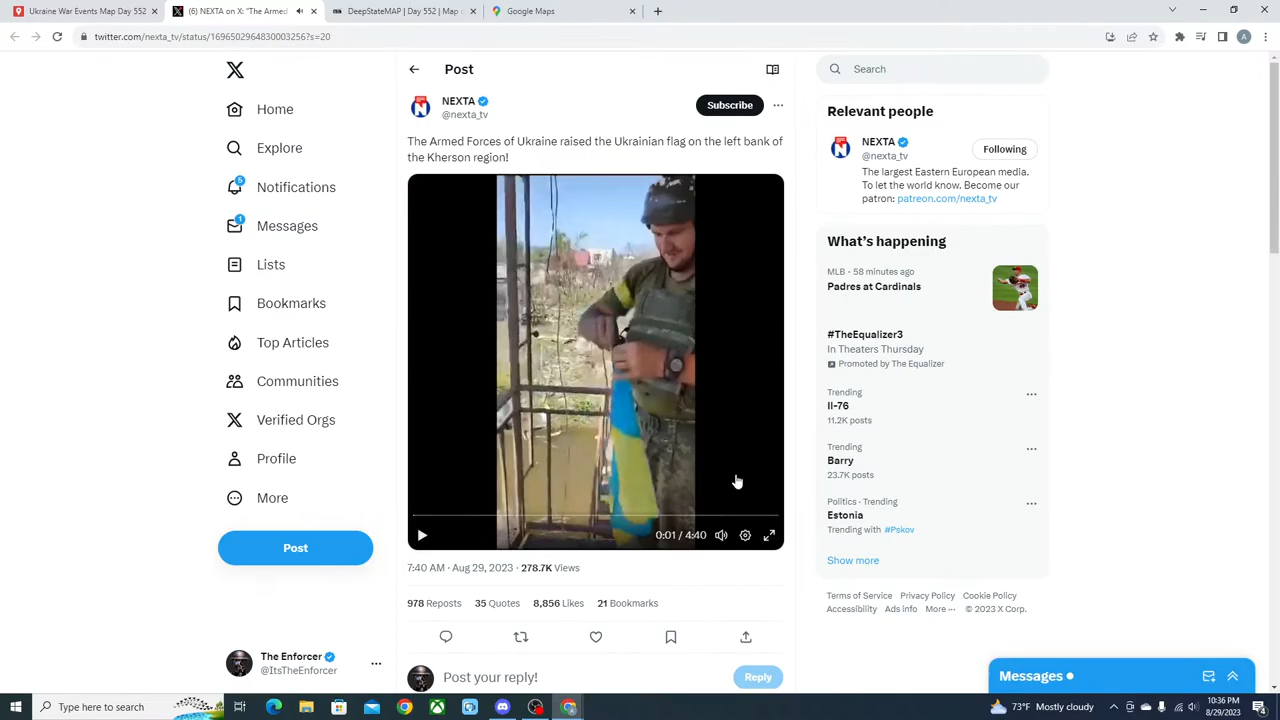 Ukraine War Events Map Day 552
(6) NEXTA on X: "The Armed
DeepStateMAP | Day 552 | Map o
Google Maps
twitter.com/nexta_tv/status/1696502964830003256?s=20
A
Post
Search
Home
Explore
5
Notifications
1
Messages
Lists
Bookmarks
Top Articles
Communities
Verified Orgs
Profile
More
Post
The Enforcer
@ItsTheEnforcer
NEXTA
@nexta_tv
Subscribe
The Armed Forces of Ukraine raised the Ukrainian flag on the left bank of
the Kherson region!
0:01 / 4:40
7:40 AM · Aug 29, 2023 · 278.7K Views
978 Reposts 35 Quotes 8,856 Likes 21 Bookmarks
Post your reply!
Reply
Relevant people
NEXTA
@nexta_tv
Following
The largest Eastern European media.
To let the world know. Become our
patron: patreon.com/nexta_tv
What's happening
MLB · 58 minutes ago
Padres at Cardinals
#TheEqualizer3
In Theaters Thursday
Promoted by The Equalizer
Trending
Il-76
11.2K posts
Trending
Barry
23.7K posts
Politics · Trending
Estonia
Trending with #Pskov
Show more
Terms of Service Privacy Policy Cookie Policy
Accessibility Ads info More ··· © 2023 X Corp.
Messages
Type here to search
73°F Mostly cloudy
10:36 PM
8/29/2023
4